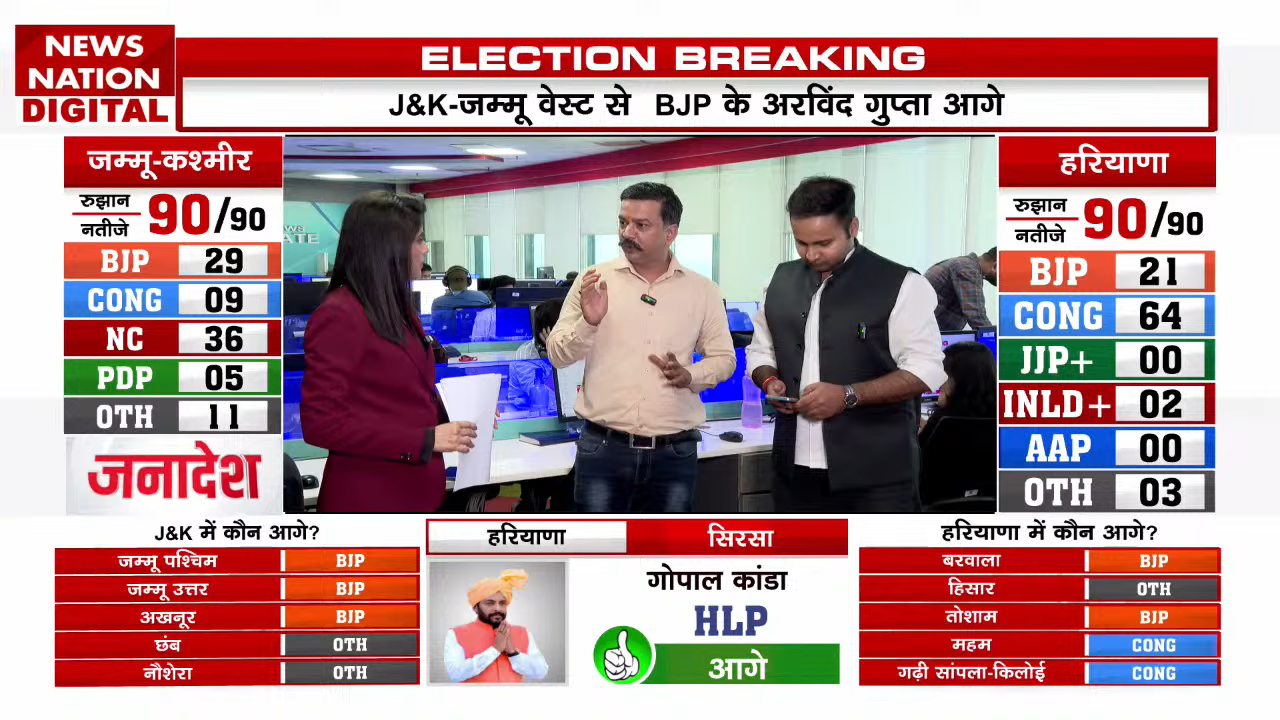 NEWS
NATION
DIGITAL
ELECTION BREAKING
J&K-जम्मू वेस्ट से BJP के अरविंद गुप्ता आगे
जम्मू-कश्मीर
रुझान
नतीजे
90/90
BJP 29
CONG 09
NC 36
PDP 05
OTH 11
जनादेश
हरियाणा
रुझान
नतीजे
90/90
BJP 21
CONG 64
JJP+ 00
INLD+ 02
AAP 00
OTH 03
J&K में कौन आगे?
जम्मू पश्चिम BJP
जम्मू उत्तर BJP
अखनूर BJP
छंब OTH
नौशेरा OTH
हरियाणा सिरसा
गोपाल कांडा
HLP
आगे
हरियाणा में कौन आगे?
बरवाला BJP
हिसार OTH
तोशाम BJP
महम CONG
गढ़ी सांपला-किलोई CONG